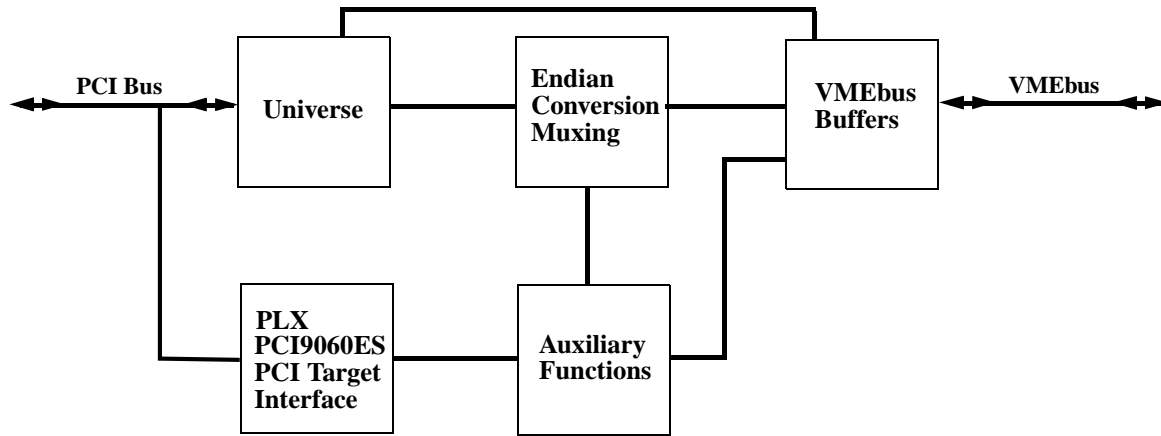 PCI Bus
Universe
Endian
Conversion
Muxing
VMEbus
Buffers
VMEbus
PLX
PCI9060ES
PCI Target
Interface
Auxiliary
Functions